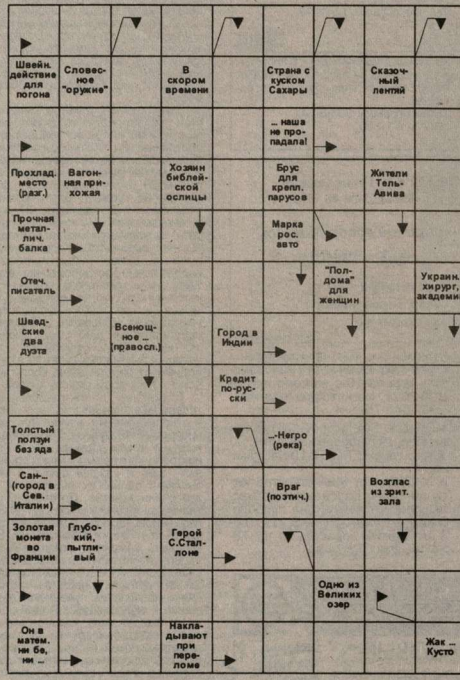 Швейн.
действие
для
погона
Словес-
ное
"оружие"
В
скором
времени
Страна с
куском
Сахары
Сказоч-
ный
лентяй
... наша
не про-
падала!
Прохлад.
место
(разг.)
Вагон-
ная при-
хожая
Хозяин
библей-
ской
ослицы
Брус
для
крепл.
парусов
Жители
Тель-
Авива
Прочная
метал-
лич.
балка
Марка
рос.
авто
Отеч.
писатель
"Пол-
дома"
для
женщин
Украин.
хирург,
академик
Швед-
ские
два
дуэта
Всенощ-
ное ...
(правосл.)
Город в
Индии
Кредит
по-рус-
ски
Толстый
ползун
без яда
...-Негро
(река)
Сан-...
(город в
Сев.
Италии)
Враг
(поэтич.)
Возглас
из зрит.
зала
Золотая
монета
во
Франции
Глубо-
кий,
пытли-
вый
Герой
С.Стал-
лоне
Одно из
Великих
озер
Он в
матем.
ни бе,
ни ...
Накла-
дывают
при
пере-
ломе
Жак ...
Кусто